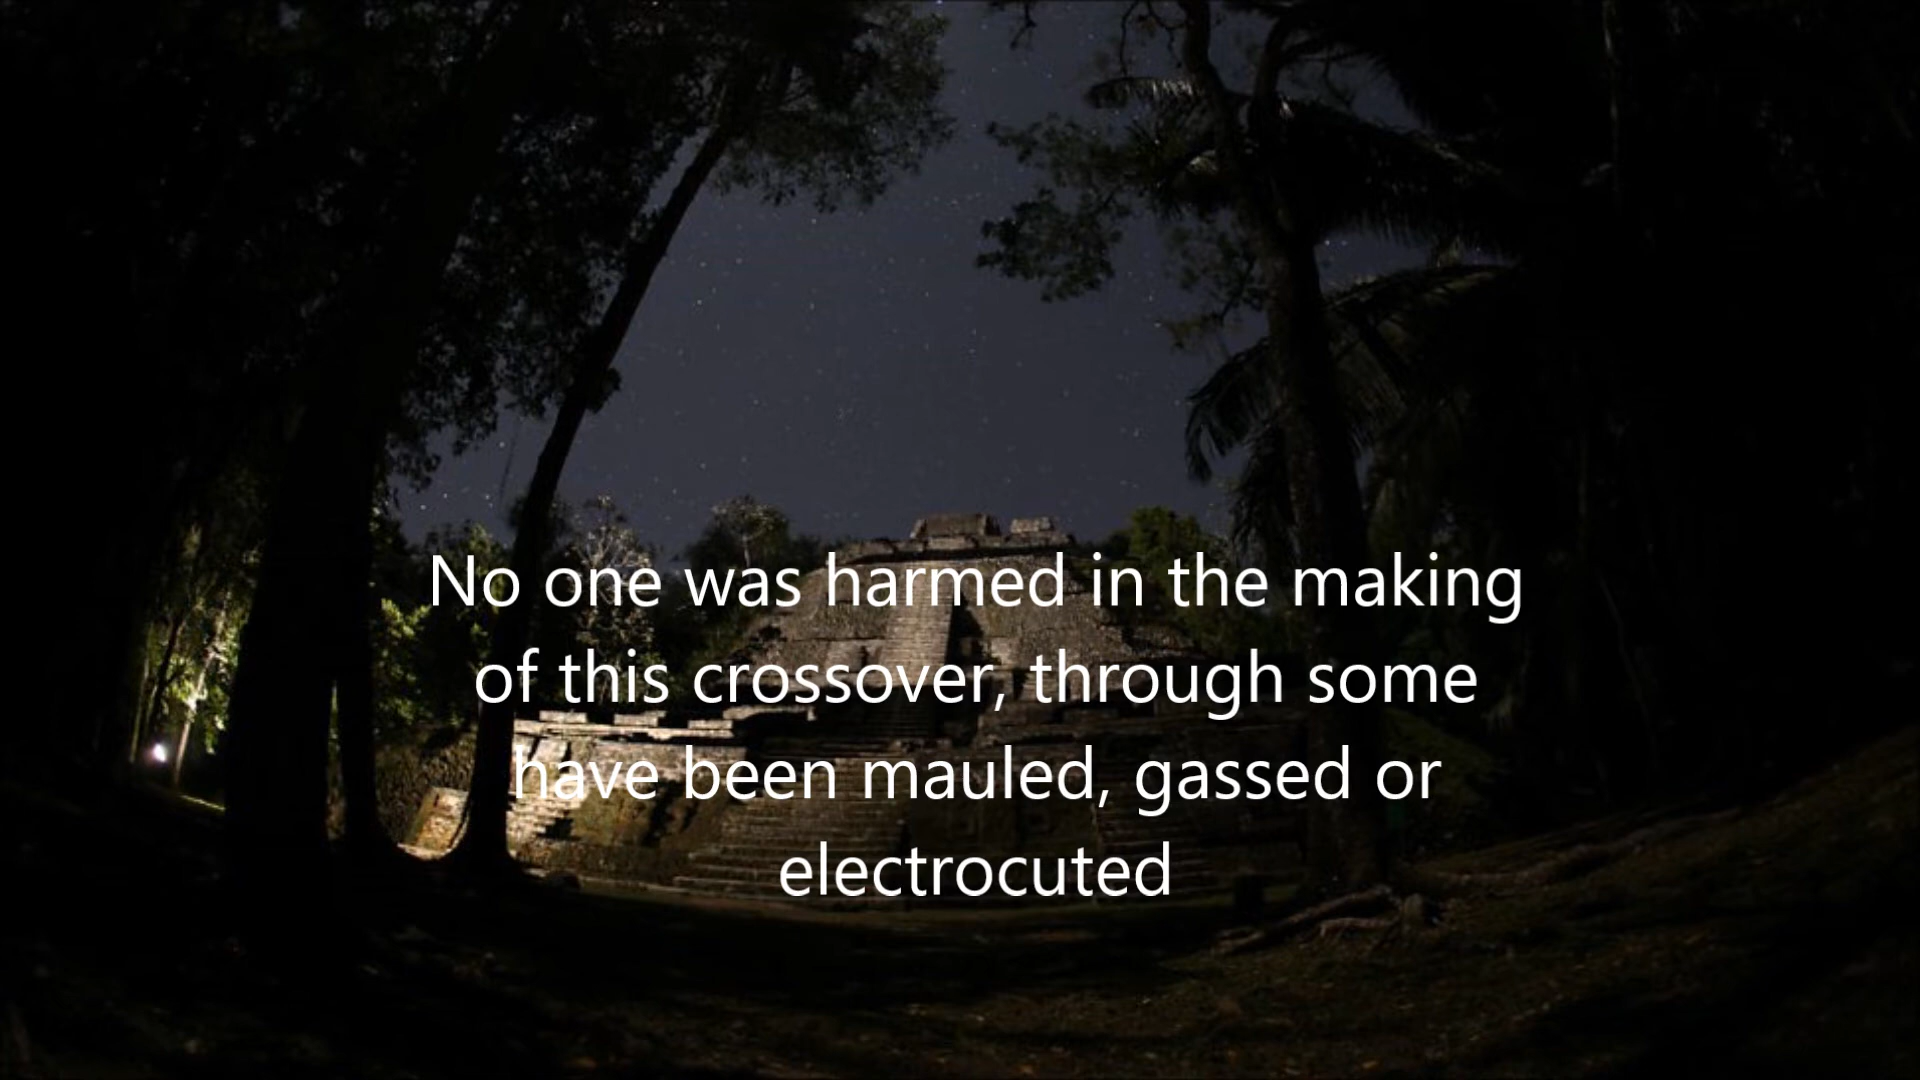 No one was harmed in the making
of this crossover, through some
have been mauled, gassed or
electrocuted